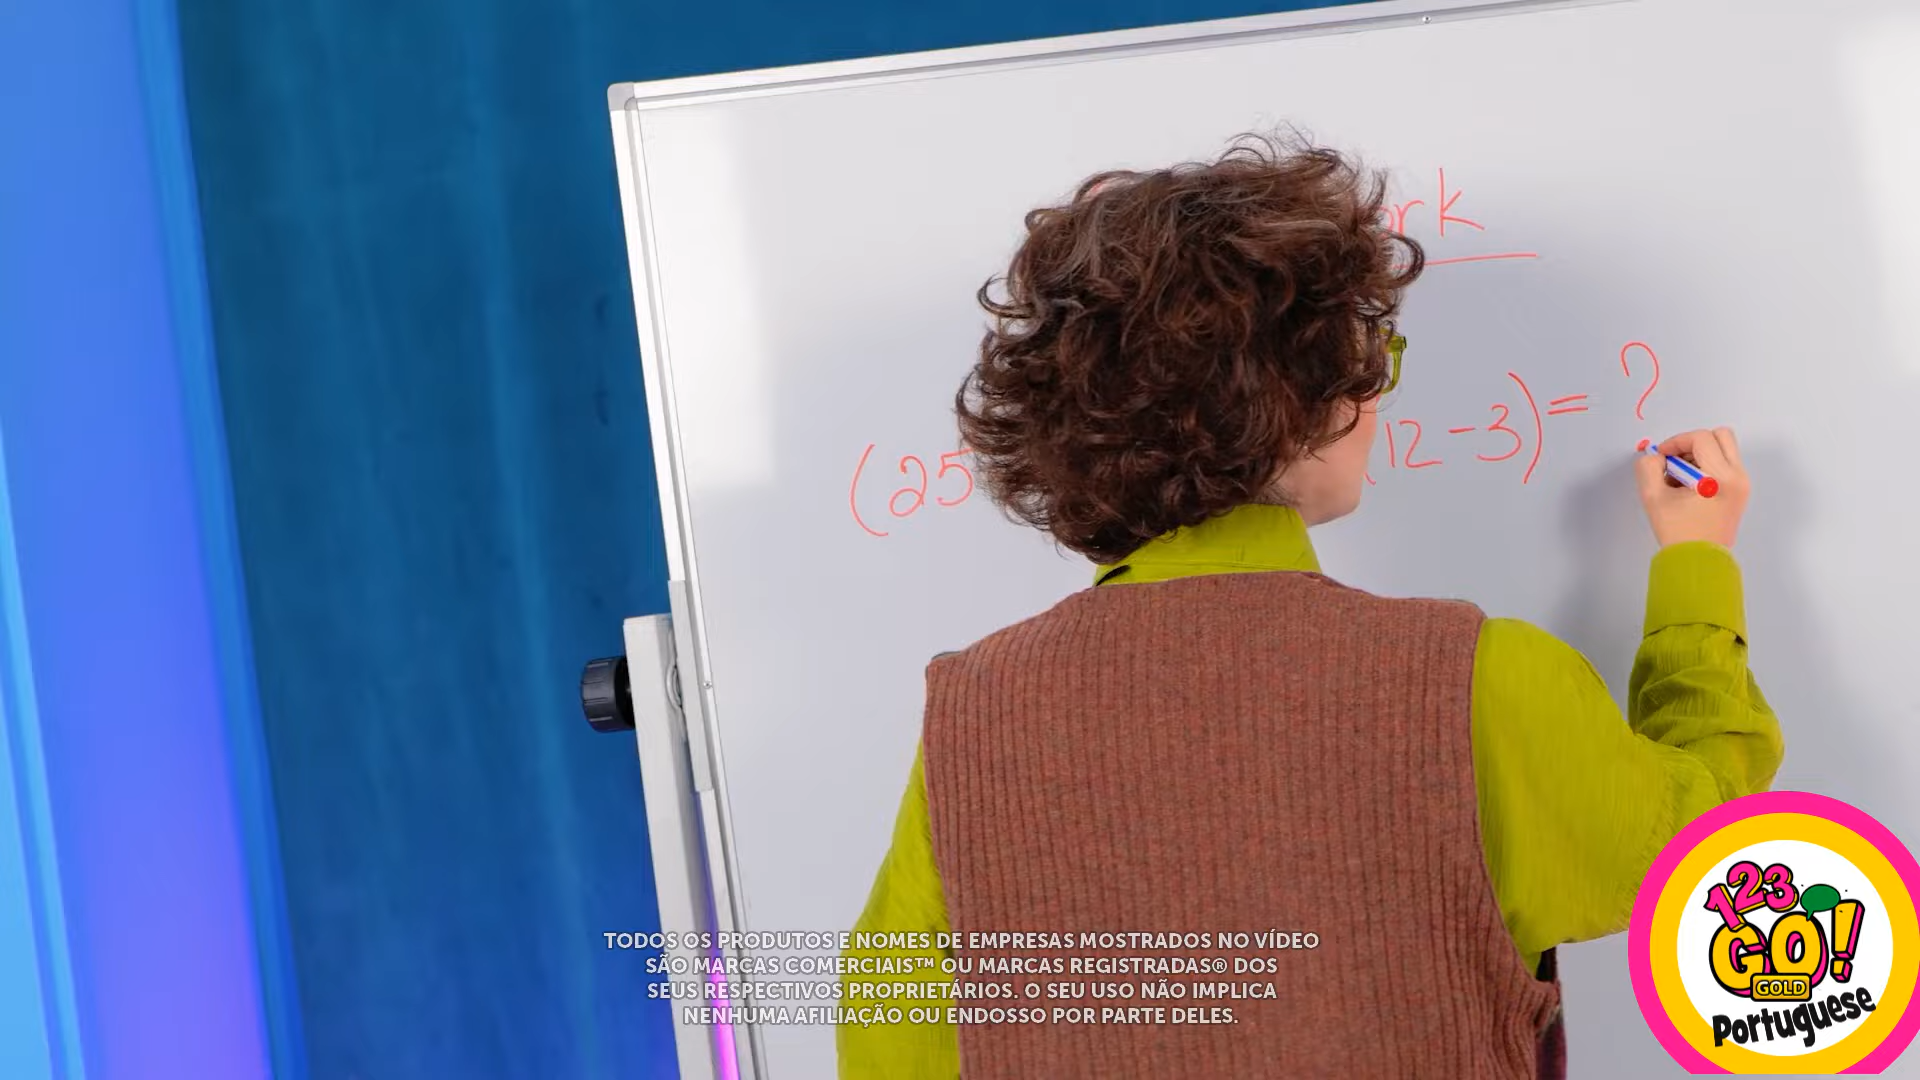 ork
(25
12-3)= ?
TODOS OS PRODUTOS E NOMES DE EMPRESAS MOSTRADOS NO VÍDEO
SÃO MARCAS COMERCIAIS™ OU MARCAS REGISTRADAS® DOS
SEUS RESPECTIVOS PROPRIETÁRIOS. O SEU USO NÃO IMPLICA
NENHUMA AFILIAÇÃO OU ENDOSSO POR PARTE DELES.
123
GO!
GOLD
Portuguese